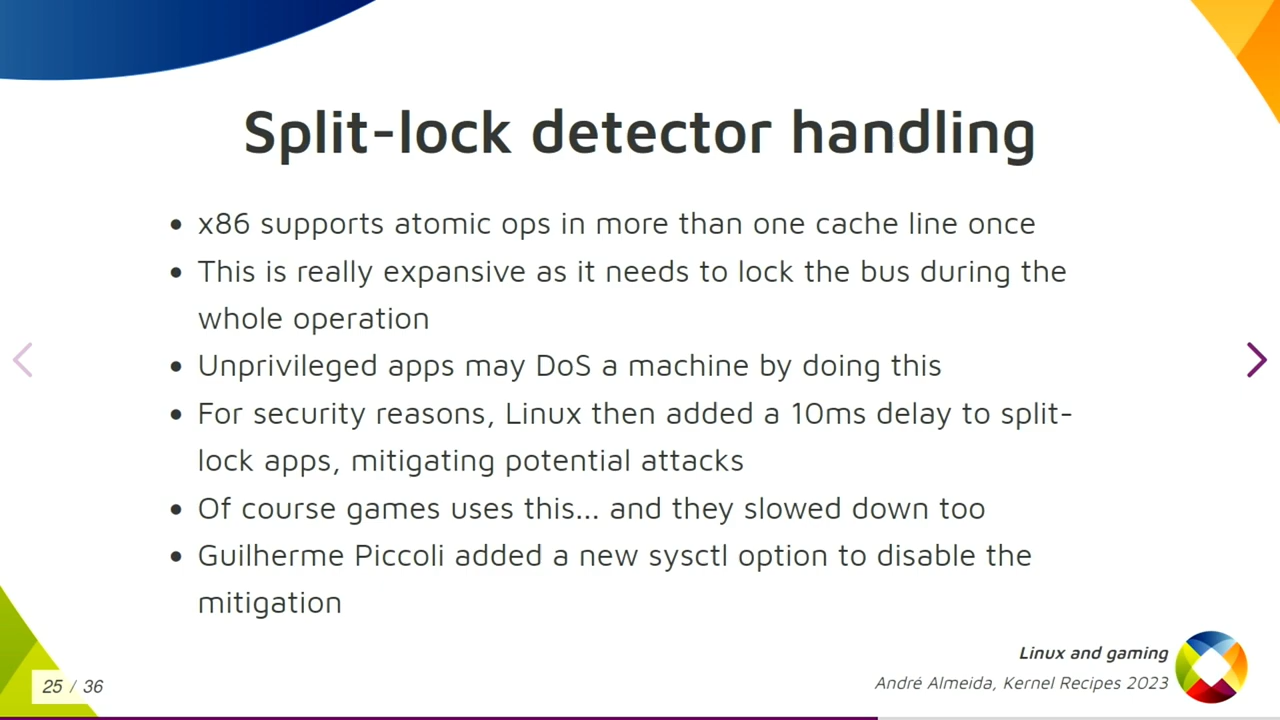 Split-lock detector handling
• x86 supports atomic ops in more than one cache line once
• This is really expansive as it needs to lock the bus during the
whole operation
• Unprivileged apps may DoS a machine by doing this
• For security reasons, Linux then added a 10ms delay to split-
lock apps, mitigating potential attacks
• Of course games uses this... and they slowed down too
• Guilherme Piccoli added a new sysctl option to disable the
mitigation
Linux and gaming
André Almeida, Kernel Recipes 2023
25 / 36